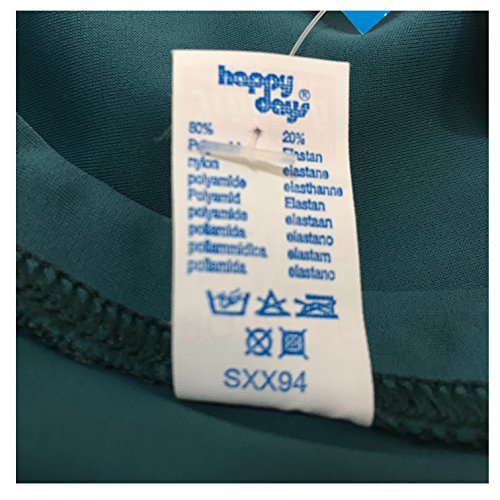 happy
days®
80% 20%
Elastan
nylon elastane
polyamide elasthanne
Polyamid Elastan
polyamide elastaan
poliamida elastano
poliammidica elastam
poliamida elastano
SXX94